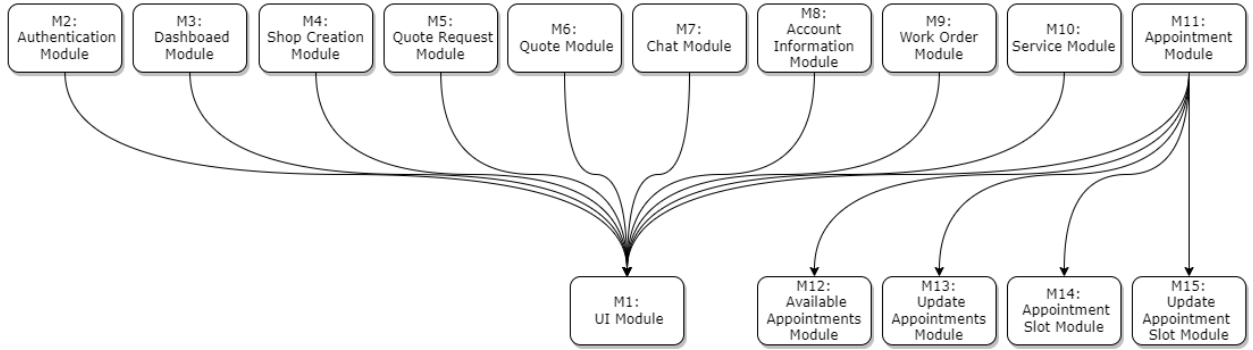 M2:
Authentication
Module
M3:
Dashboaed
Module
M4:
Shop Creation
Module
M5:
Quote Request
Module
M6:
Quote Module
M7:
Chat Module
M8:
Account
Information
Module
M9:
Work Order
Module
M10:
Service Module
M11:
Appointment
Module
M1:
UI Module
M12:
Available
Appointments
Module
M13:
Update
Appointments
Module
M14:
Appointment
Slot Module
M15:
Update
Appointment
Slot Module